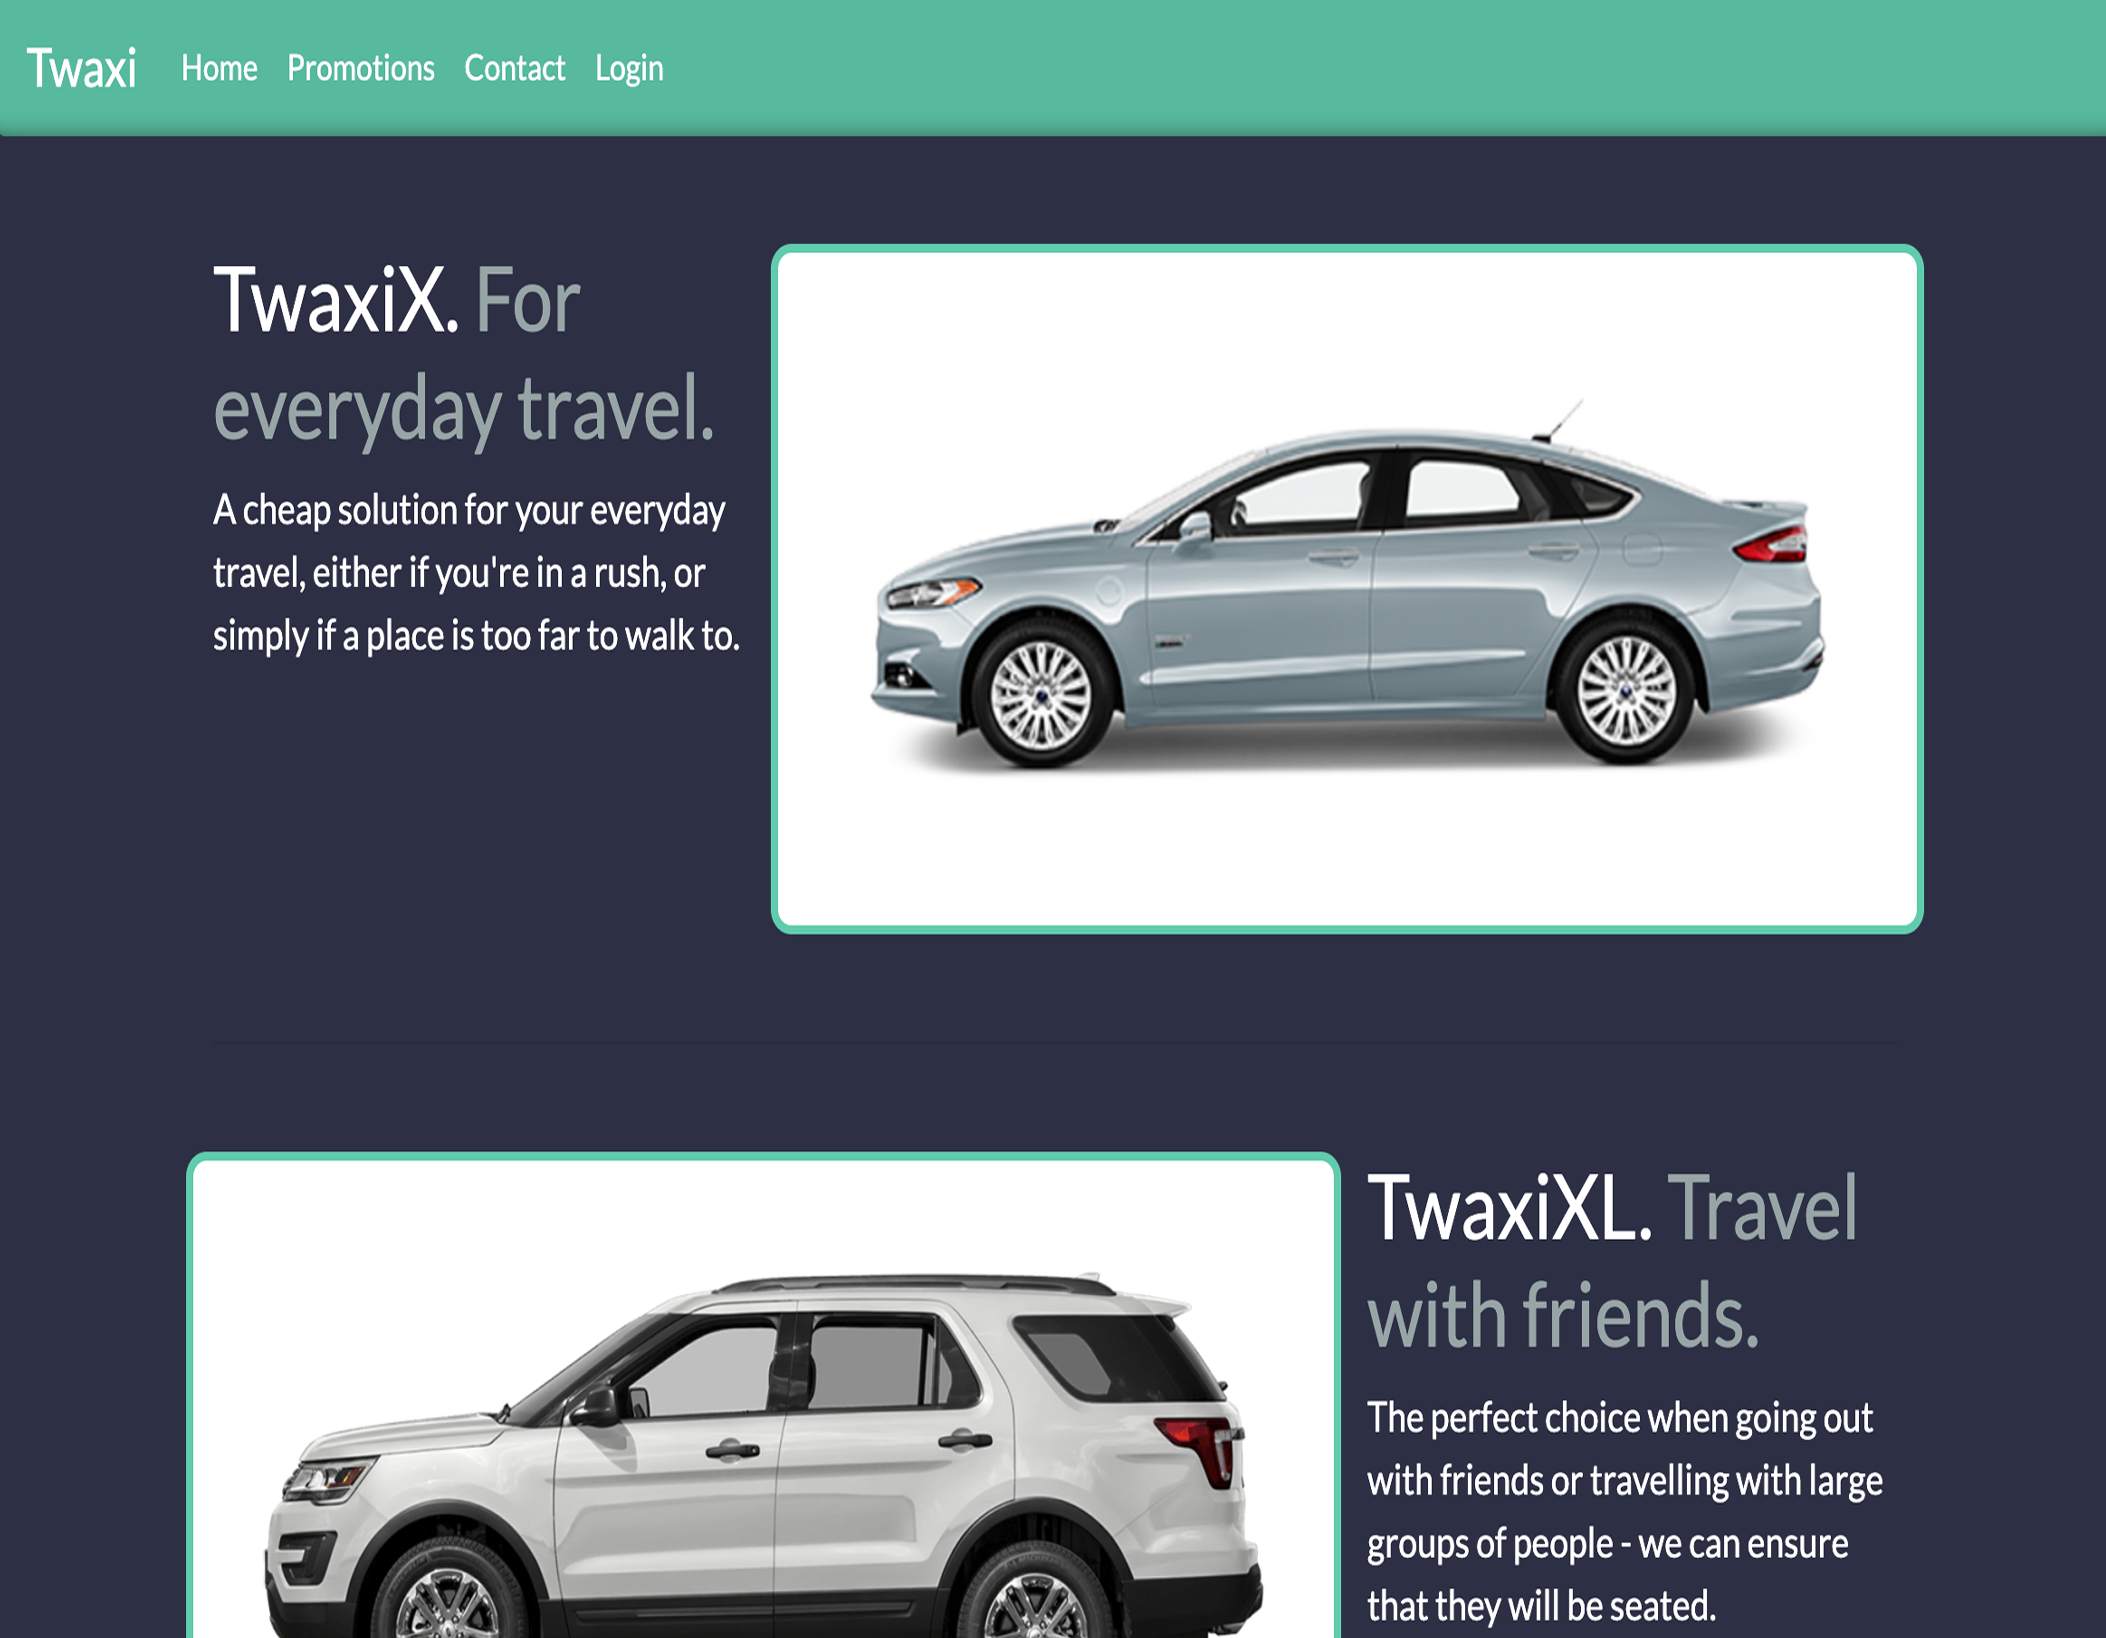 Twaxi Home Promotions Contact Login
TwaxiX. For
everyday travel.
A cheap solution for your everyday
travel, either if you're in a rush, or
simply if a place is too far to walk to.
TwaxiXL. Travel
with friends.
The perfect choice when going out
with friends or travelling with large
groups of people - we can ensure
that they will be seated.